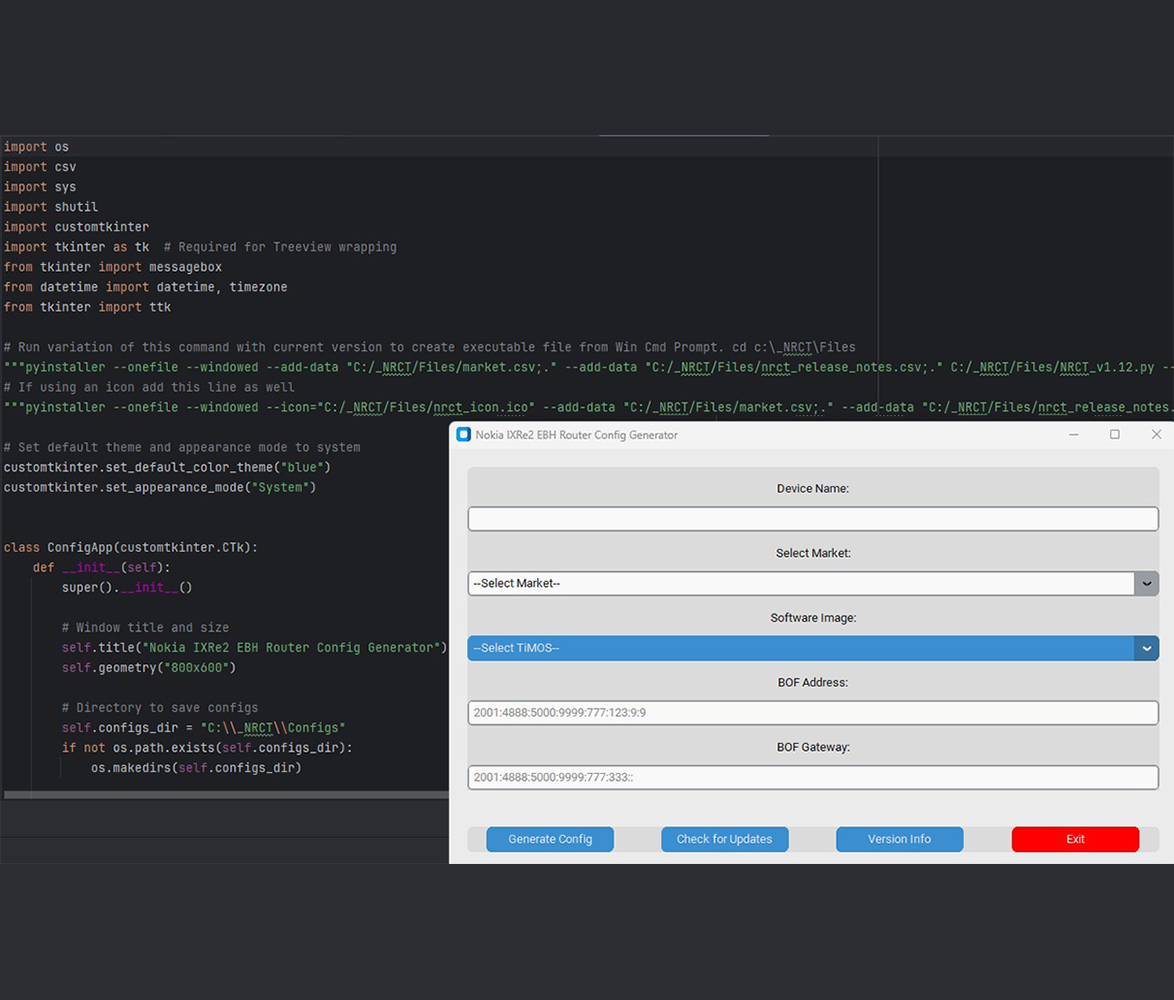 import os
import csv
import sys
import shutil
import customtkinter
import tkinter as tk  # Required for Treeview wrapping
from tkinter import messagebox
from datetime import datetime, timezone
from tkinter import ttk
# Run variation of this command with current version to create executable file from Win Cmd Prompt. cd c:\_NRCT\Files
"""pyinstaller --onefile --windowed --add-data "C:/_NRCT/Files/market.csv;." --add-data "C:/_NRCT/Files/nrct_release_notes.csv;." C:/_NRCT/Files/NRCT_v1.12.py --
# If using an icon add this line as well
"""pyinstaller --onefile --windowed --icon="C:/_NRCT/Files/nrct_icon.ico" --add-data "C:/_NRCT/Files/market.csv;." --add-data "C:/_NRCT/Files/nrct_release_notes.
# Set default theme and appearance mode to system
customtkinter.set_default_color_theme("blue")
customtkinter.set_appearance_mode("System")
class ConfigApp(customtkinter.CTk):
    def __init__(self):
        super().__init__()
        # Window title and size
        self.title("Nokia IXRe2 EBH Router Config Generator")
        self.geometry("800x600")
        # Directory to save configs
        self.configs_dir = "C:\\_NRCT\\Configs"
        if not os.path.exists(self.configs_dir):
            os.makedirs(self.configs_dir)
Nokia IXRe2 EBH Router Config Generator
Device Name:
Select Market:
--Select Market--
Software Image:
--Select TiMOS--
BOF Address:
2001:4888:5000:9999:777:123:9:9
BOF Gateway:
2001:4888:5000:9999:777:333::
Generate Config
Check for Updates
Version Info
Exit